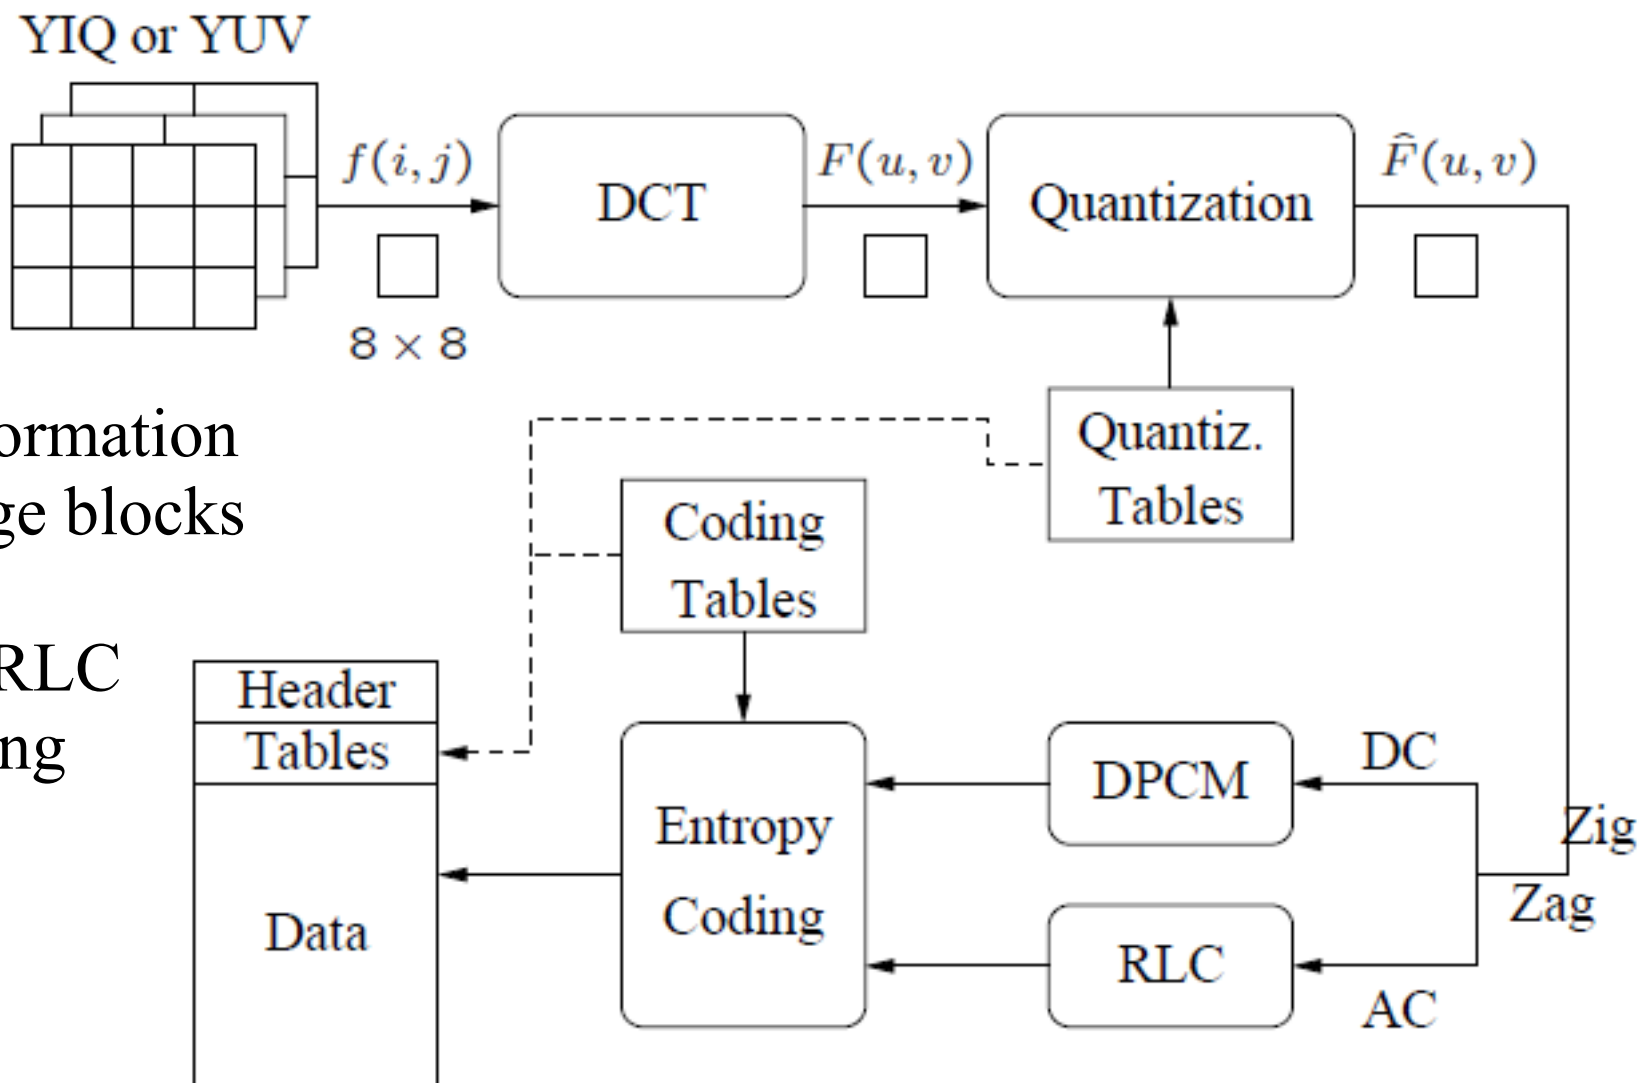 YIQ or YUV
f(i, j)
DCT
F(u, v)
Quantization
F̂(u, v)
8 × 8
ormation
ge blocks
Quantiz.
Tables
Coding
Tables
RLC
ng
Header
Tables
Data
Entropy
Coding
DPCM
DC
Zig
Zag
RLC
AC